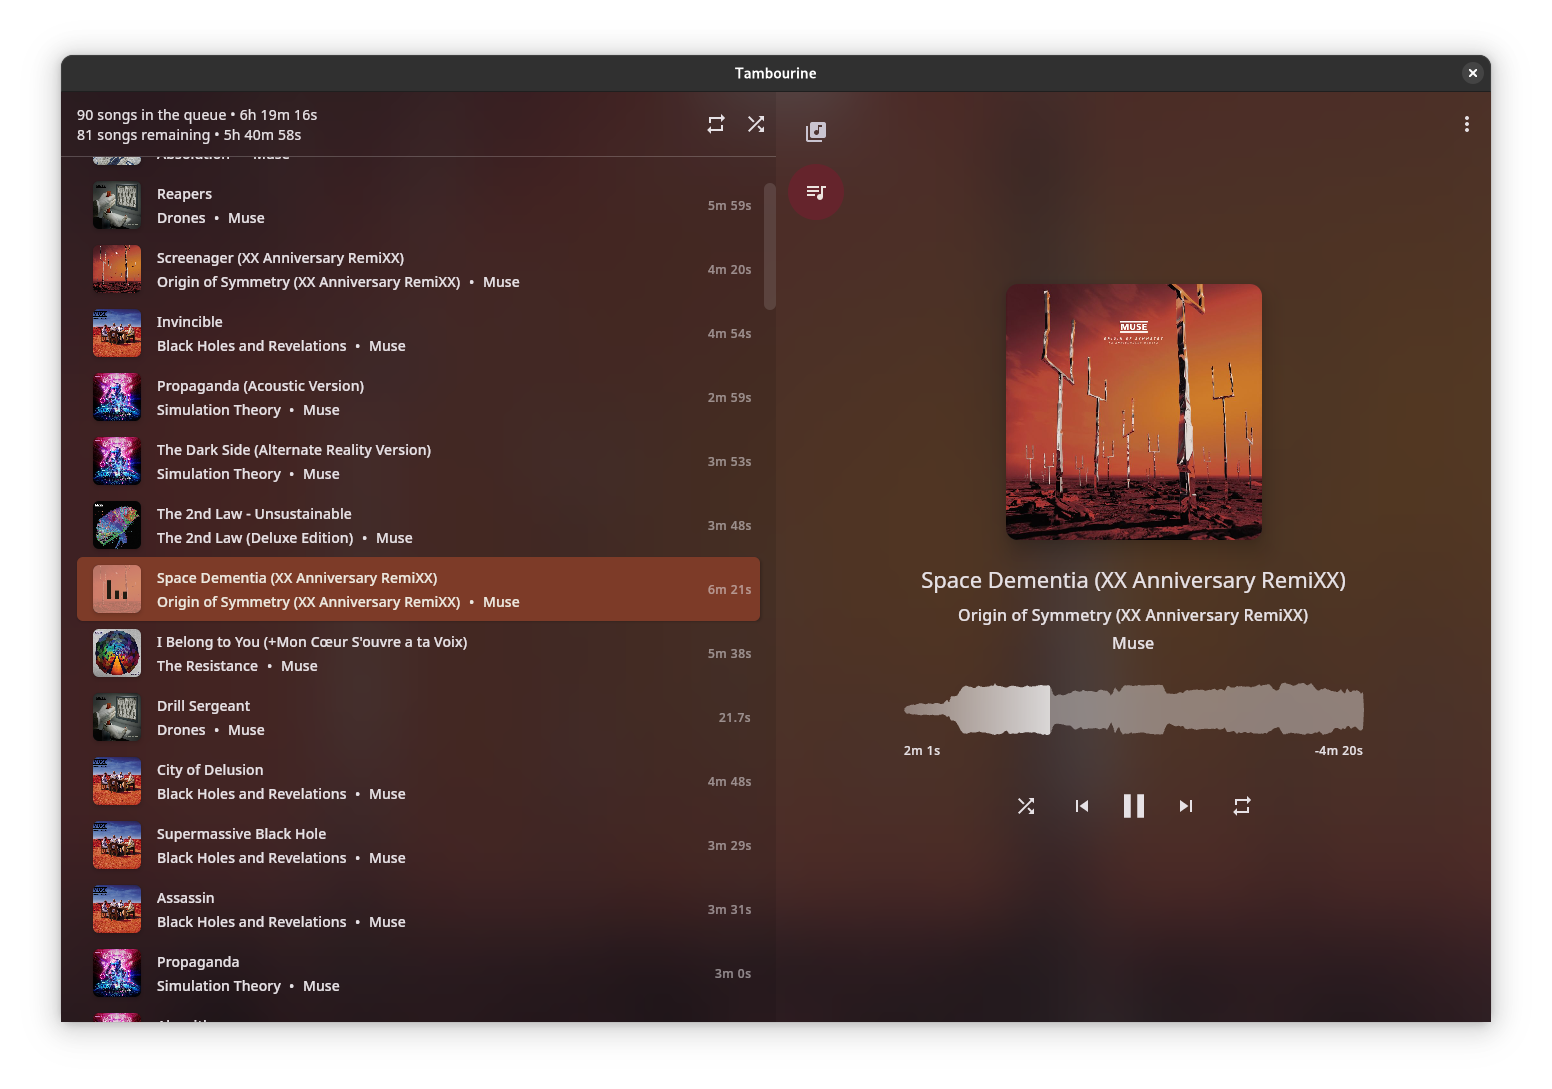 Tambourine
90 songs in the queue • 6h 19m 16s
81 songs remaining • 5h 40m 58s
Absolution • Muse
Reapers
Drones • Muse
5m 59s
Screenager (XX Anniversary RemiXX)
Origin of Symmetry (XX Anniversary RemiXX) • Muse
4m 20s
Invincible
Black Holes and Revelations • Muse
4m 54s
Propaganda (Acoustic Version)
Simulation Theory • Muse
2m 59s
The Dark Side (Alternate Reality Version)
Simulation Theory • Muse
3m 53s
The 2nd Law - Unsustainable
The 2nd Law (Deluxe Edition) • Muse
3m 48s
Space Dementia (XX Anniversary RemiXX)
Origin of Symmetry (XX Anniversary RemiXX) • Muse
6m 21s
I Belong to You (+Mon Cœur S'ouvre a ta Voix)
The Resistance • Muse
5m 38s
Drill Sergeant
Drones • Muse
21.7s
City of Delusion
Black Holes and Revelations • Muse
4m 48s
Supermassive Black Hole
Black Holes and Revelations • Muse
3m 29s
Assassin
Black Holes and Revelations • Muse
3m 31s
Propaganda
Simulation Theory • Muse
3m 0s
MUSE
ORIGIN OF SYMMETRY
Space Dementia (XX Anniversary RemiXX)
Origin of Symmetry (XX Anniversary RemiXX)
Muse
2m 1s
-4m 20s